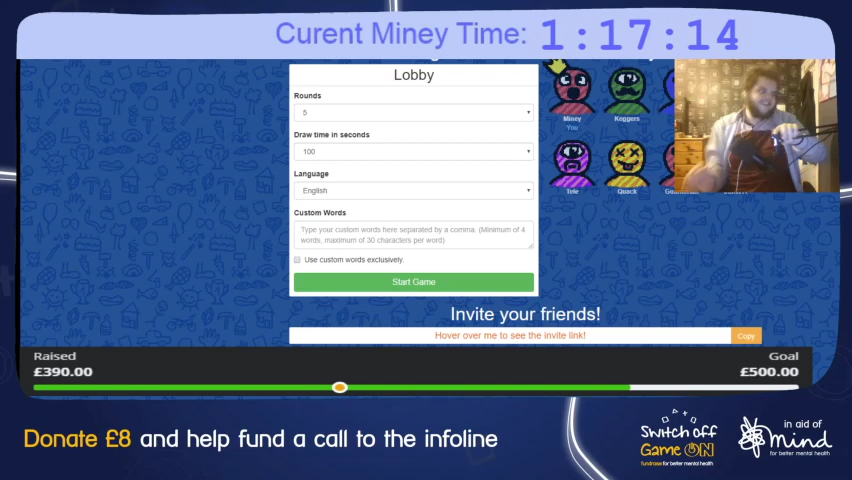 Curent Miney Time: 1:17:14
Lobby
Rounds
5
Draw time in seconds
100
Language
English
Custom Words
Type your custom words here separated by a comma. (Minimum of 4
words, maximum of 30 characters per word)
Use custom words exclusively.
Start Game
Miney
You
Keggers
Tele
Quack
Invite your friends!
Hover over me to see the invite link!
Copy
Raised
£390.00
Goal
£500.00
Donate £8 and help fund a call to the infoline
Switch off
Game ON
fundraise for better mental health
in aid of
mind
for better mental health